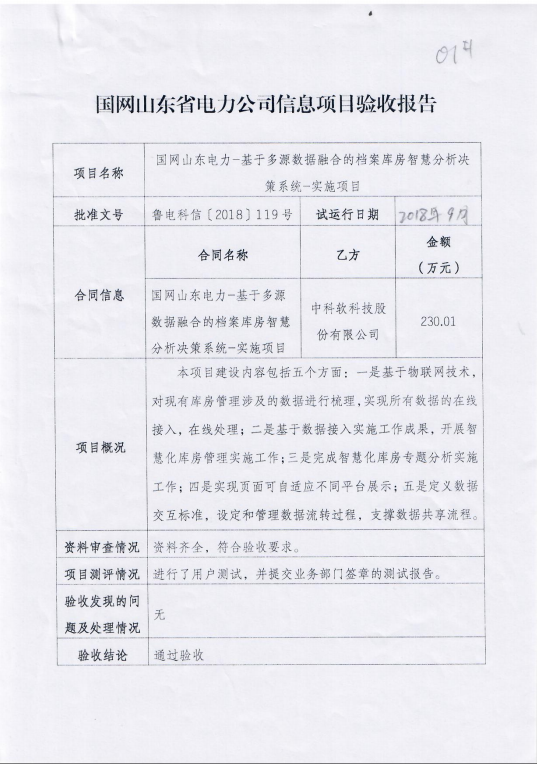 014
国网山东省电力公司信息项目验收报告
项目名称
国网山东电力-基于多源数据融合的档案库房智慧分析决
策系统-实施项目
批准文号
鲁电科信〔2018〕119号
试运行日期
2018年9月
合同信息
合同名称
乙方
金额
（万元）
国网山东电力-基于多源
数据融合的档案库房智慧
分析决策系统-实施项目
中科软科技股
份有限公司
230.01
项目概况
本项目建设内容包括五个方面：一是基于物联网技术，
对现有库房管理涉及的数据进行梳理，实现所有数据的在线
接入，在线处理；二是基于数据接入实施工作成果，开展智
慧化库房管理实施工作；三是完成智慧化库房专题分析实施
工作；四是实现页面可自适应不同平台展示；五是定义数据
交互标准，设定和管理数据流转过程，支撑数据共享流程。
资料审查情况
资料齐全，符合验收要求。
项目测评情况
进行了用户测试，并提交业务部门签章的测试报告。
验收发现的问
题及处理情况
无
验收结论
通过验收